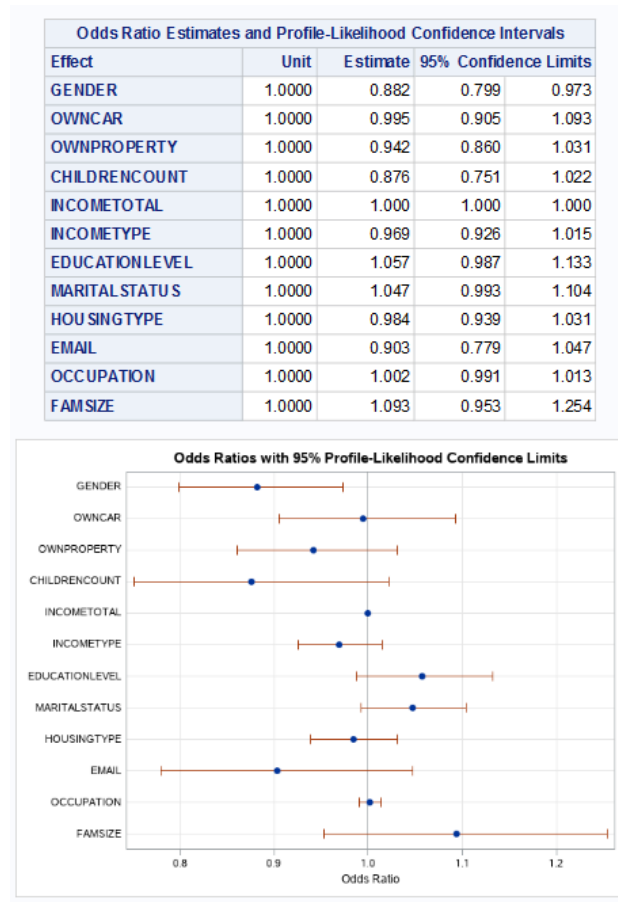 Odds Ratio Estimates and Profile-Likelihood Confidence Intervals
Effect Unit Estimate 95% Confidence Limits
GENDER 1.0000 0.882 0.799 0.973
OWNCAR 1.0000 0.995 0.905 1.093
OWNPROPERTY 1.0000 0.942 0.860 1.031
CHILDRENCOUNT 1.0000 0.876 0.751 1.022
INCOMETOTAL 1.0000 1.000 1.000 1.000
INCOMETYPE 1.0000 0.969 0.926 1.015
EDUCATIONLEVEL 1.0000 1.057 0.987 1.133
MARITALSTATUS 1.0000 1.047 0.993 1.104
HOUSINGTYPE 1.0000 0.984 0.939 1.031
EMAIL 1.0000 0.903 0.779 1.047
OCCUPATION 1.0000 1.002 0.991 1.013
FAMSIZE 1.0000 1.093 0.953 1.254
Odds Ratios with 95% Profile-Likelihood Confidence Limits
GENDER
OWNCAR
OWNPROPERTY
CHILDRENCOUNT
INCOMETOTAL
INCOMETYPE
EDUCATIONLEVEL
MARITALSTATUS
HOUSINGTYPE
EMAIL
OCCUPATION
FAMSIZE
0.8 0.9 1.0 1.1 1.2
Odds Ratio